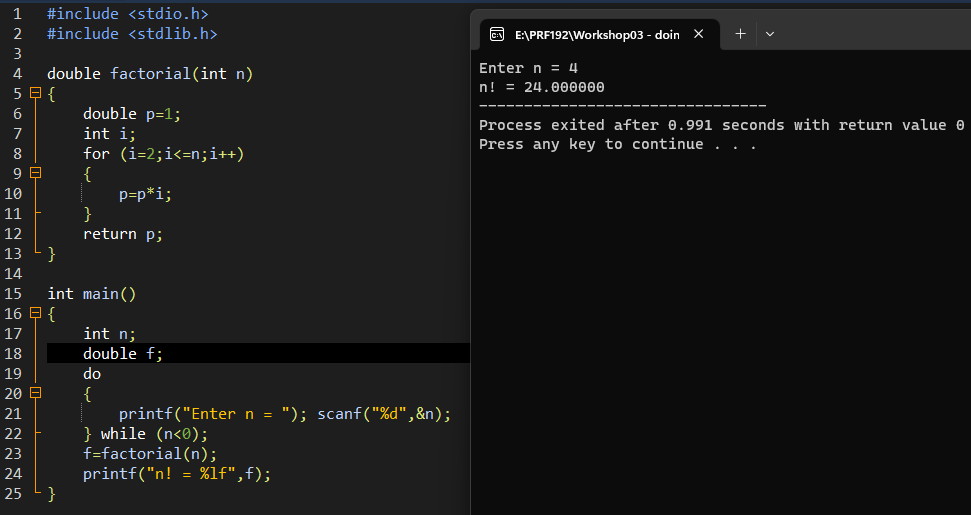 1 #include <stdio.h>
2 #include <stdlib.h>
3
4 double factorial(int n)
5 {
6 double p=1;
7 int i;
8 for (i=2;i<=n;i++)
9 {
10 p=p*i;
11 }
12 return p;
13 }
14
15 int main()
16 {
17 int n;
18 double f;
19 do
20 {
21 printf("Enter n = "); scanf("%d",&n);
22 } while (n<0);
23 f=factorial(n);
24 printf("n! = %lf",f);
25 }
E:\PRF192\Workshop03 - doin
Enter n = 4
n! = 24.000000
--------------------------------
Process exited after 0.991 seconds with return value 0
Press any key to continue . . .